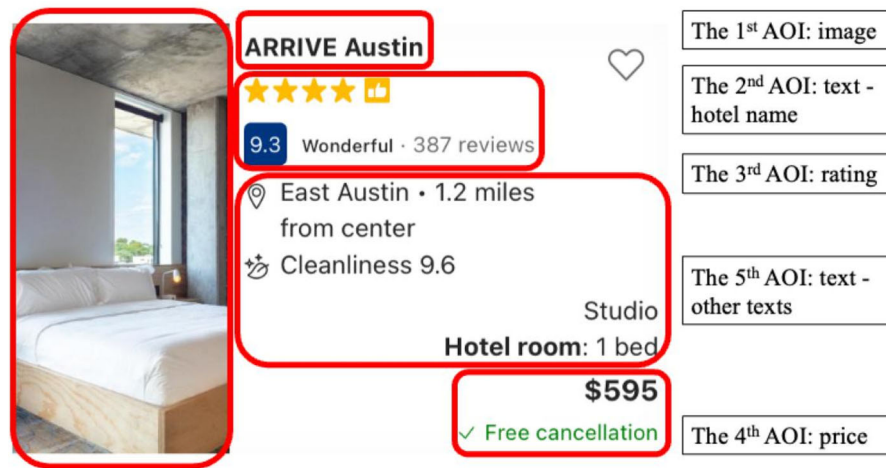 ARRIVE Austin
9.3 Wonderful · 387 reviews
East Austin • 1.2 miles
from center
Cleanliness 9.6
Studio
Hotel room: 1 bed
$595
✓ Free cancellation
The 1st AOI: image
The 2nd AOI: text -
hotel name
The 3rd AOI: rating
The 5th AOI: text -
other texts
The 4th AOI: price